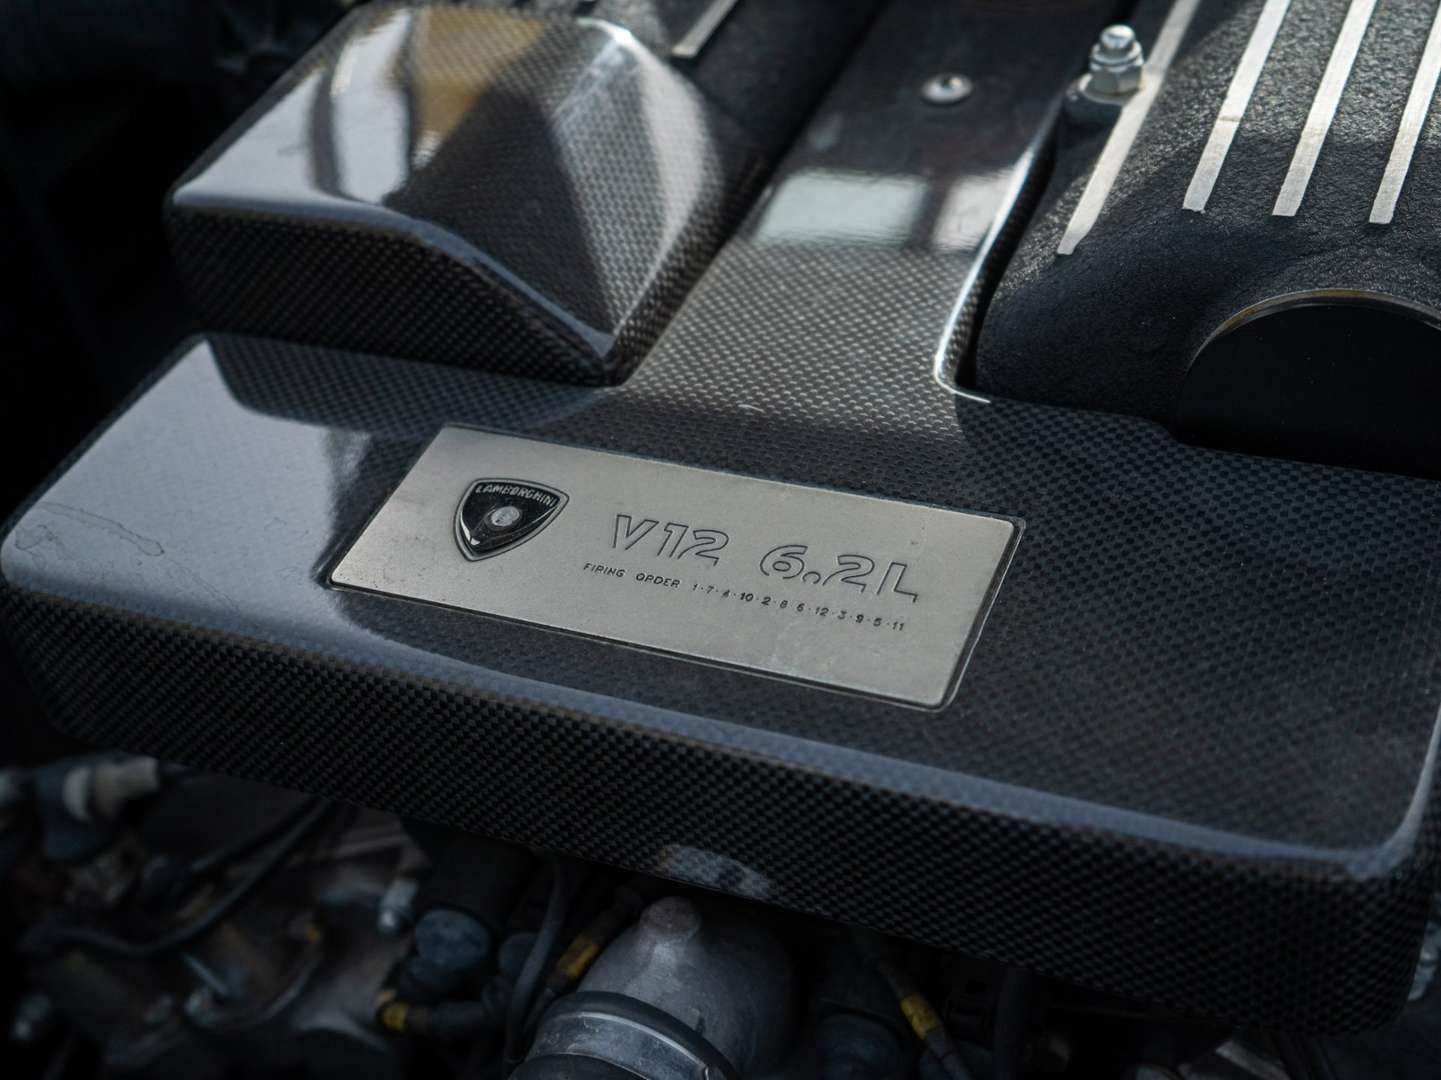 LAMBORGHINI
V12 6.2L
FIRING ORDER 1·7·4·10·2·8·6·12·3·9·5·11